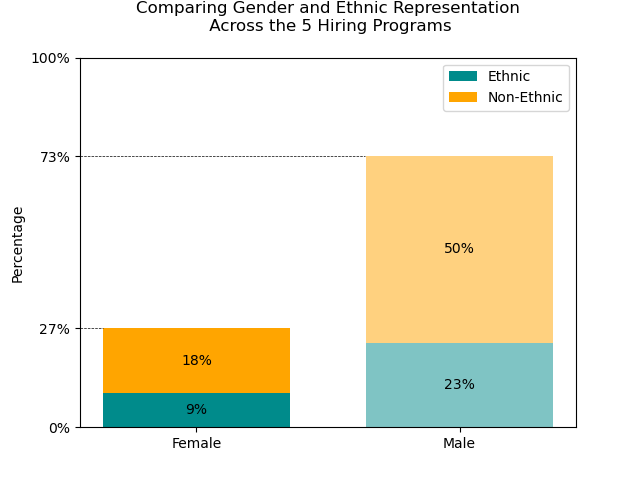 Comparing Gender and Ethnic Representation
Across the 5 Hiring Programs
100%
Ethnic
Non-Ethnic
73%
Percentage
50%
27%
18%
23%
9%
0%
Female
Male